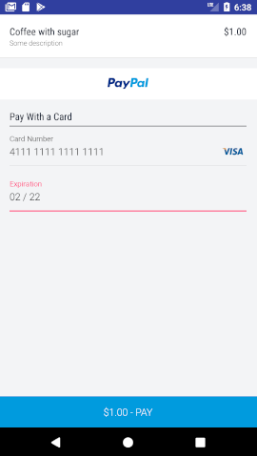 6:38
Coffee with sugar $1.00
Some description
PayPal
Pay With a Card
Card Number
4111 1111 1111 1111 VISA
Expiration
02 / 22
$1.00 - PAY